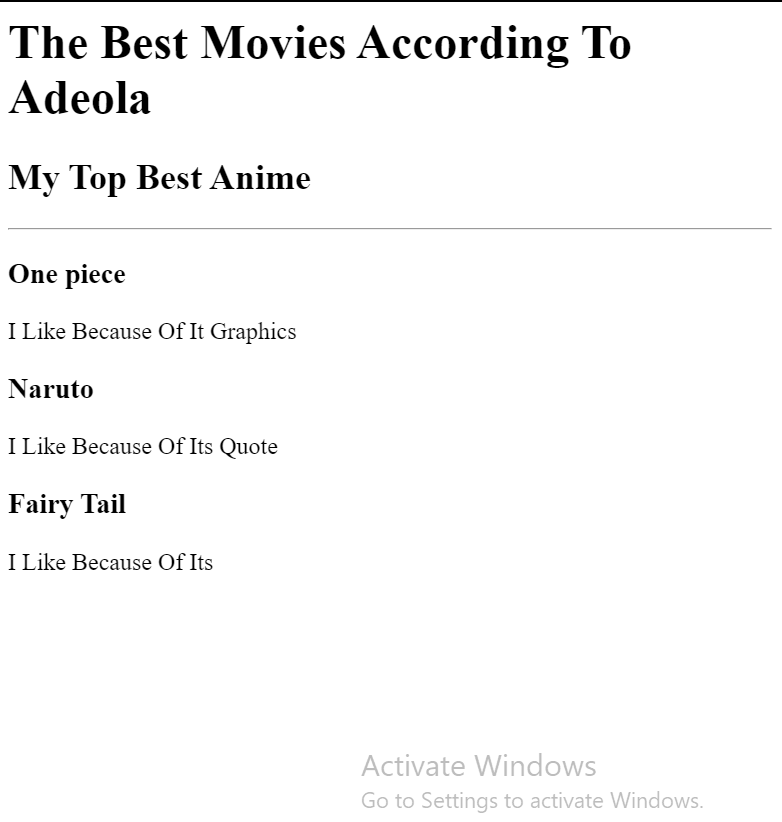 The Best Movies According To
Adeola
My Top Best Anime
One piece
I Like Because Of It Graphics
Naruto
I Like Because Of Its Quote
Fairy Tail
I Like Because Of Its
Activate Windows
Go to Settings to activate Windows.